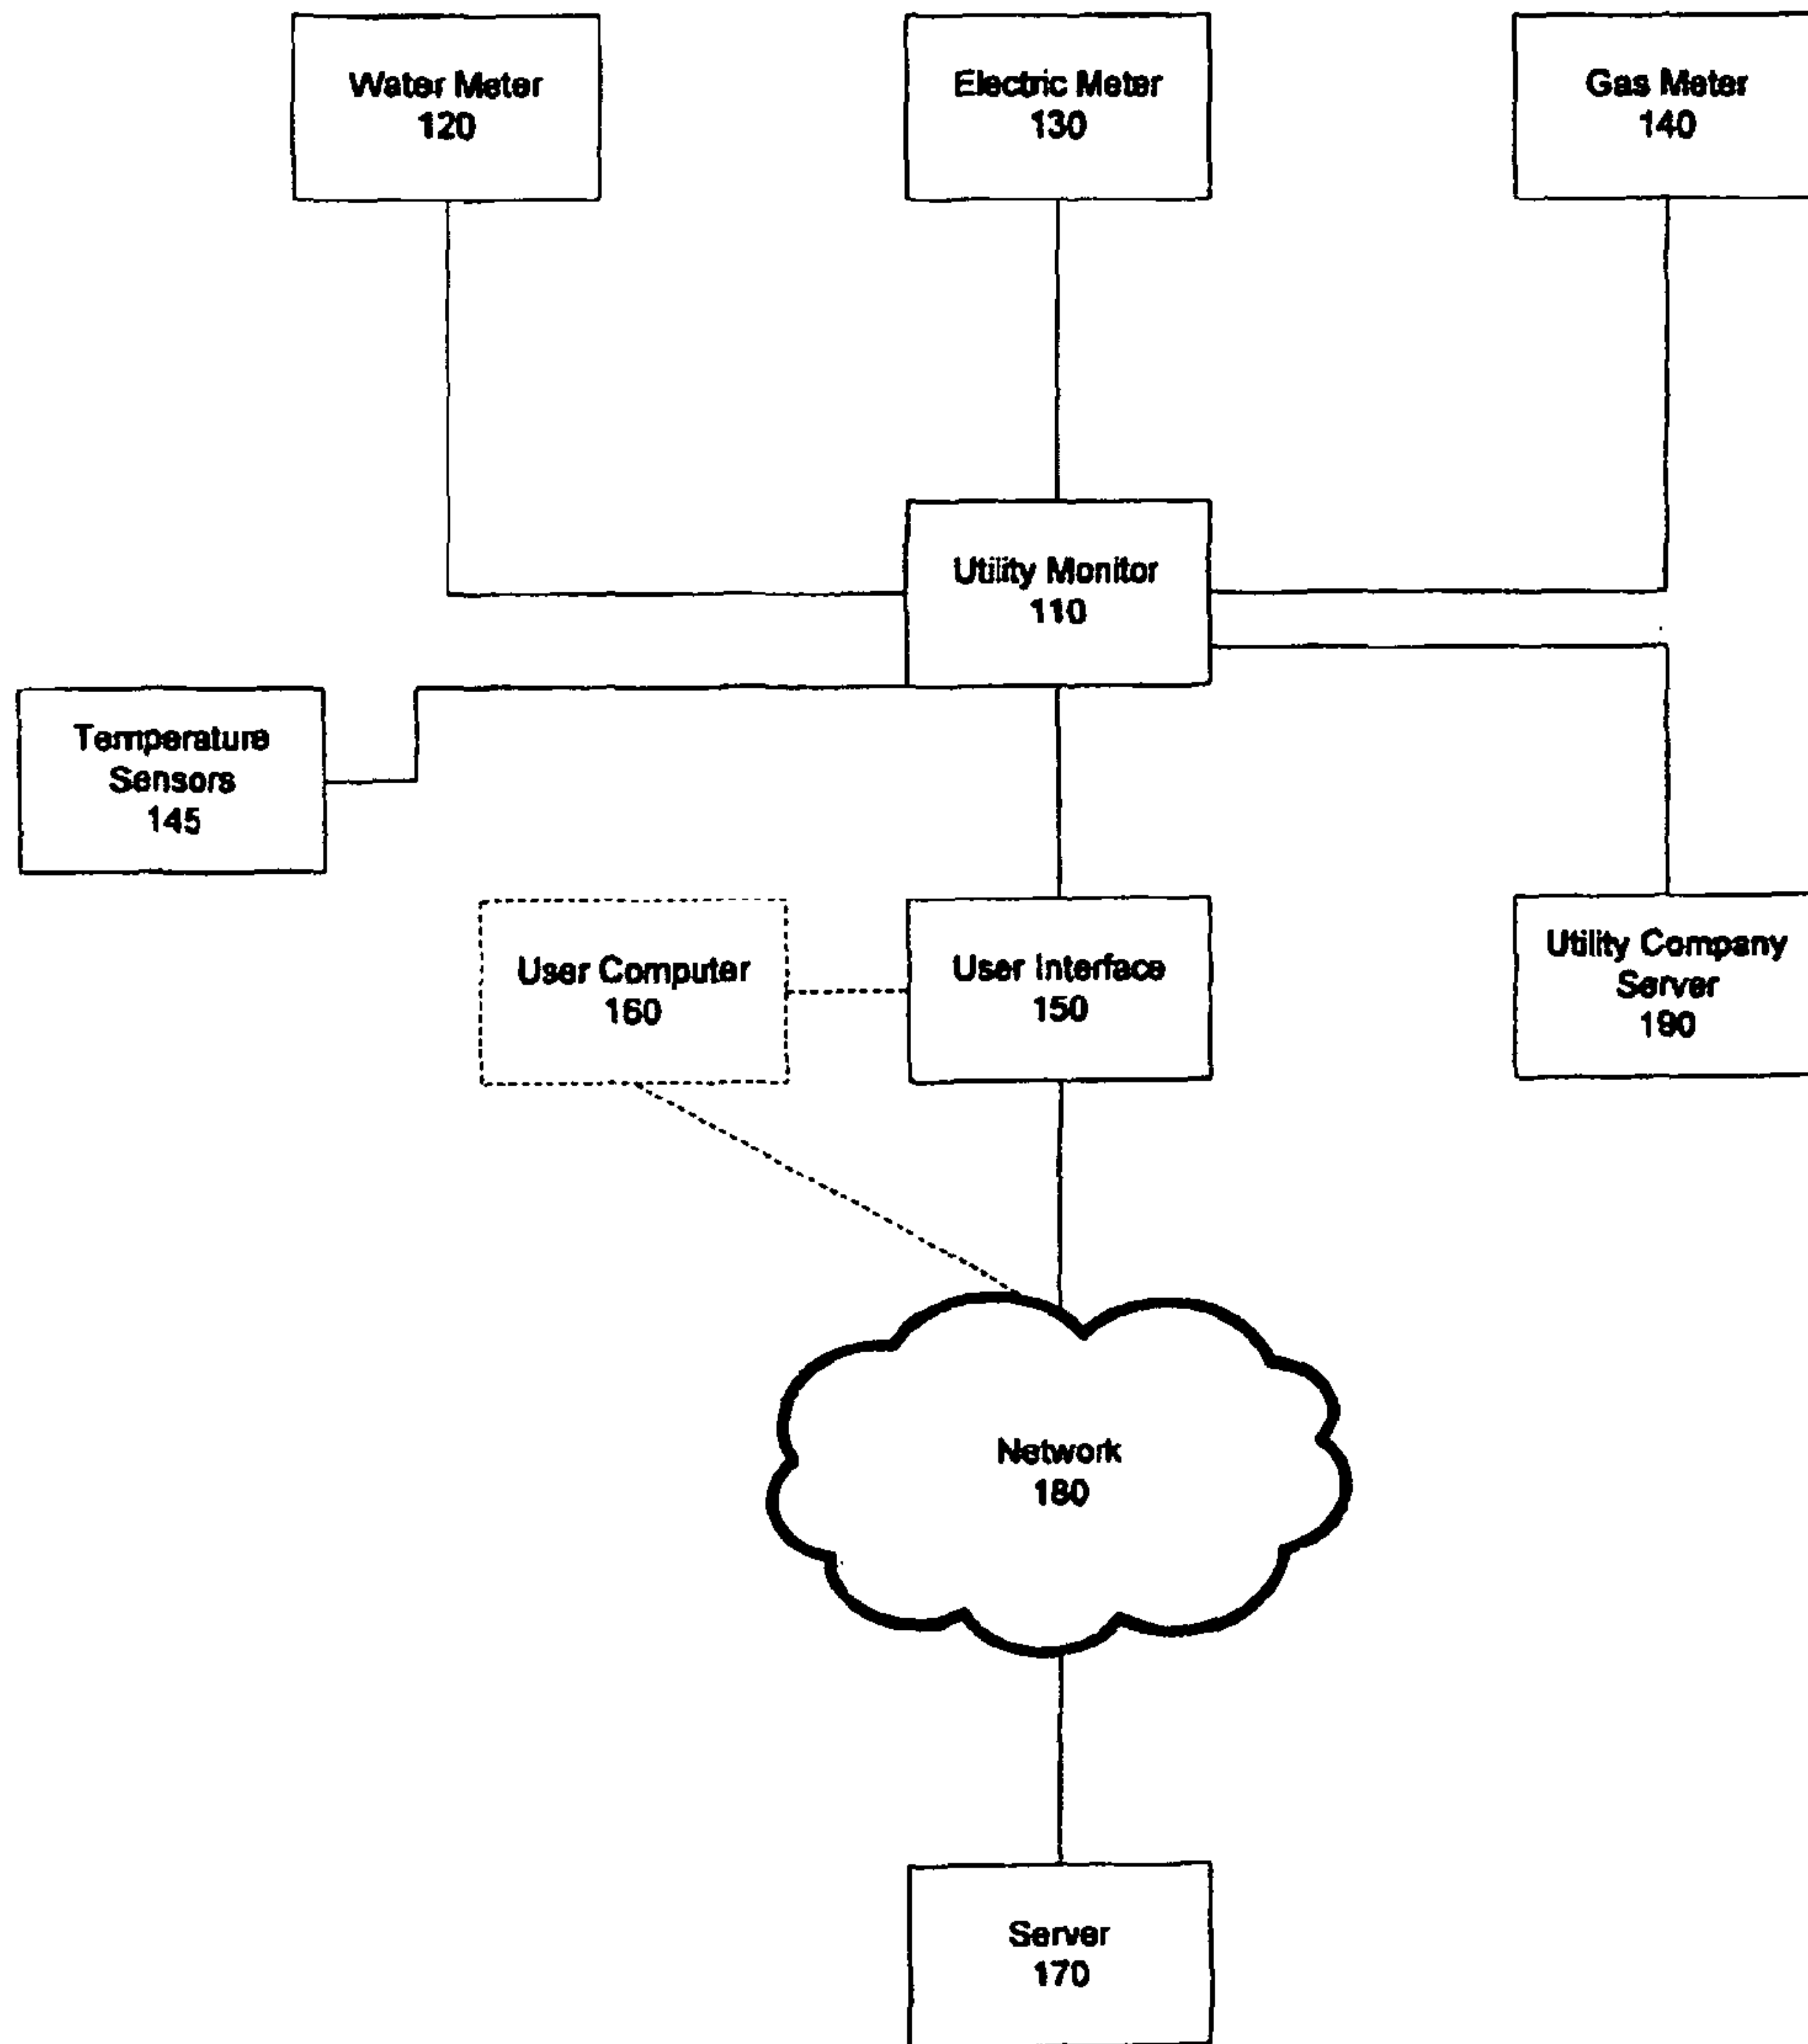 Water Meter
120
Electric Meter
130
Gas Meter
140
Utility Monitor
110
Temperature
Sensors
145
User Computer
160
User Interface
150
Utility Company
Server
190
Network
180
Server
170